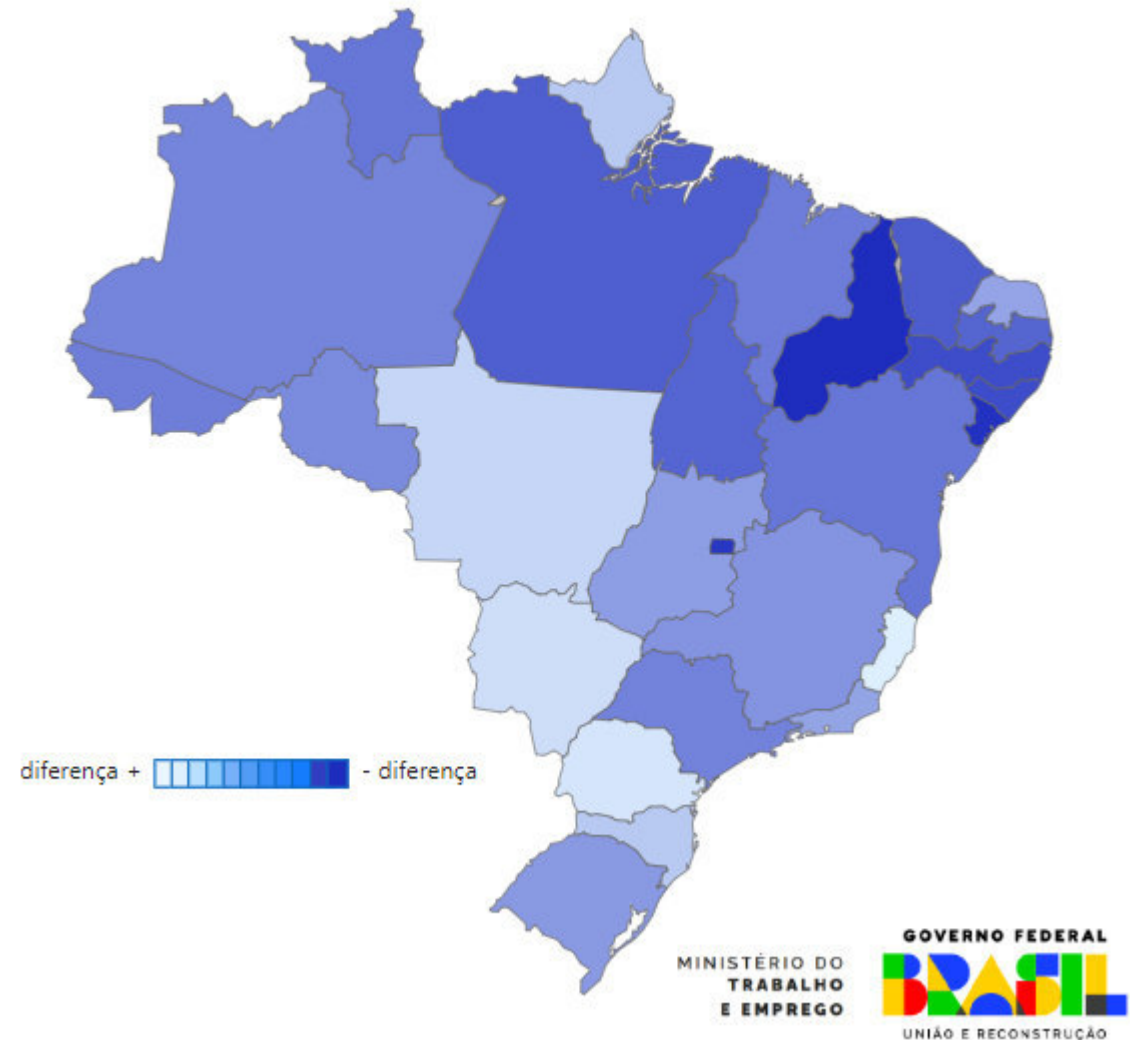 diferença + - diferença
MINISTÉRIO DO
TRABALHO
E EMPREGO
GOVERNO FEDERAL
BRASIL
UNIÃO E RECONSTRUÇÃO